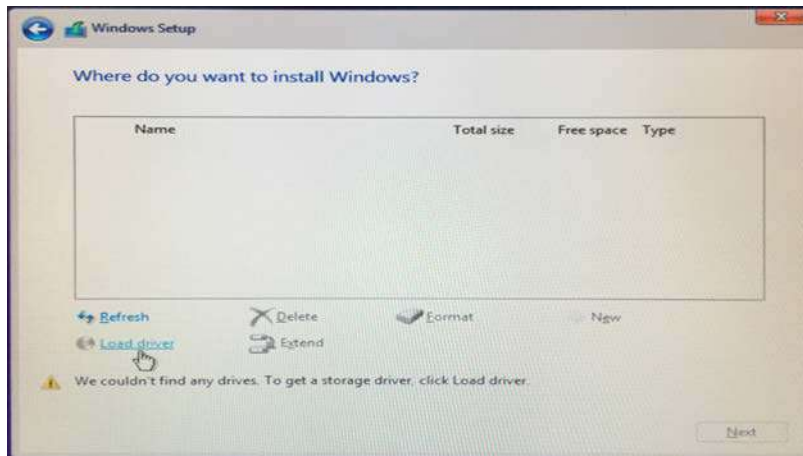 Windows Setup
Where do you want to install Windows?
Name Total size Free space Type
Refresh Delete Format New
Load driver Extend
We couldn't find any drives. To get a storage driver, click Load driver.
Next